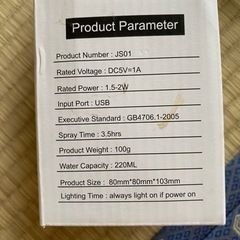 Product Parameter
Product Number : JS01
Rated Voltage : DC5V=1A
Rated Power : 1.5-2W
Input Port : USB
Executive Standard : GB4706.1-2005
Spray Time : 3.5hrs
Product Weight : 100g
Water Capacity : 220ML
Product Size : 80mm*80mm*103mm
Lighting Time : always light on if power on